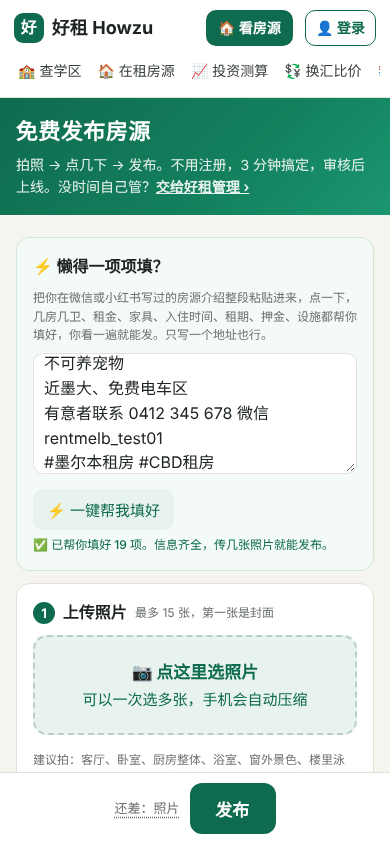 好 好租 Howzu 🏠 看房源 👤 登录
🏫 查学区 🏠 在租房源 📈 投资测算 💱 换汇比价
免费发布房源
拍照 → 点几下 → 发布。不用注册，3 分钟搞定，审核后
上线。没时间自己管？交给好租管理 ›
⚡ 懒得一项项填？
把你在微信或小红书写过的房源介绍整段粘贴进来，点一下，
几房几卫、租金、家具、入住时间、租期、押金、设施都帮你
填好，你看一遍就能发。只写一个地址也行。
不可养宠物
近墨大、免费电车区
有意者联系 0412 345 678 微信
rentmelb_test01
#墨尔本租房 #CBD租房
⚡ 一键帮我填好
✅ 已帮你填好 19 项。信息齐全，传几张照片就能发布。
1 上传照片 最多 15 张，第一张是封面
📷 点这里选照片
可以一次选多张，手机会自动压缩
建议拍：客厅、卧室、厨房整体、浴室、窗外景色、楼里泳
还差：照片 发布